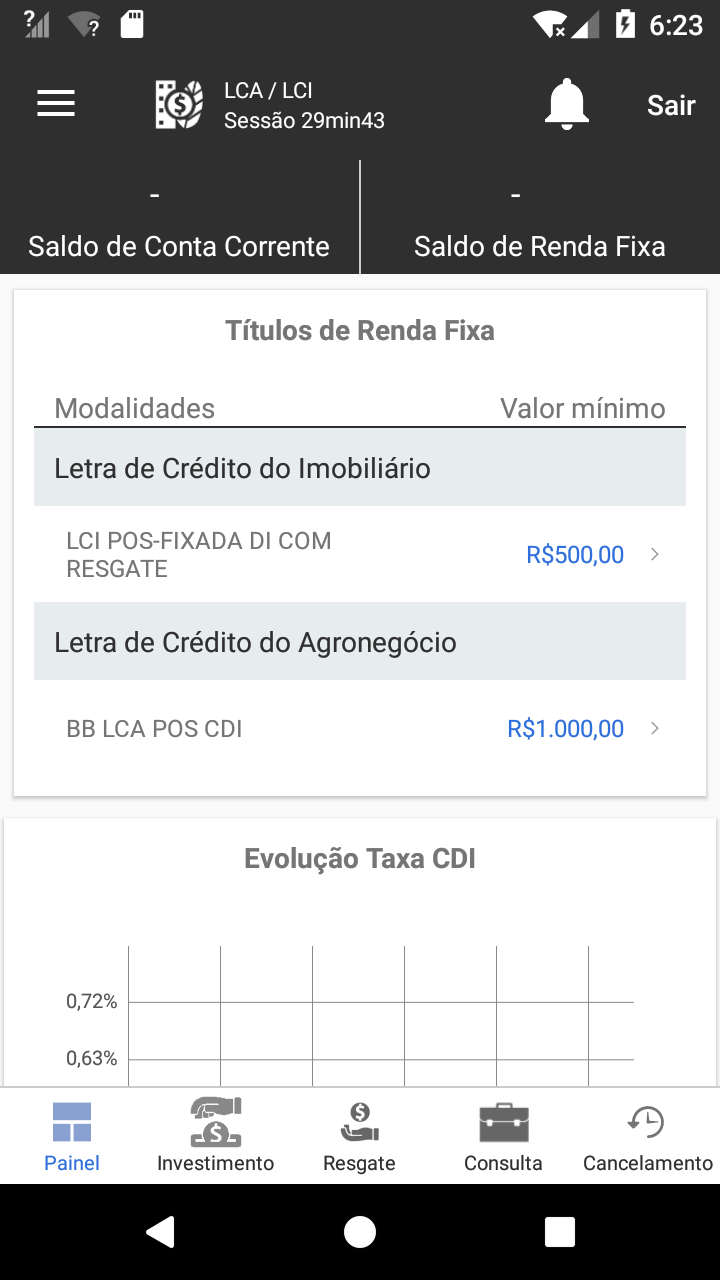 6:23
LCA / LCI
Sessão 29min43
Sair
-
Saldo de Conta Corrente
-
Saldo de Renda Fixa
Títulos de Renda Fixa
Modalidades
Valor mínimo
Letra de Crédito do Imobiliário
LCI POS-FIXADA DI COM
RESGATE
R$500,00
Letra de Crédito do Agronegócio
BB LCA POS CDI
R$1.000,00
Evolução Taxa CDI
0,72%
0,63%
Painel
Investimento
Resgate
Consulta
Cancelamento